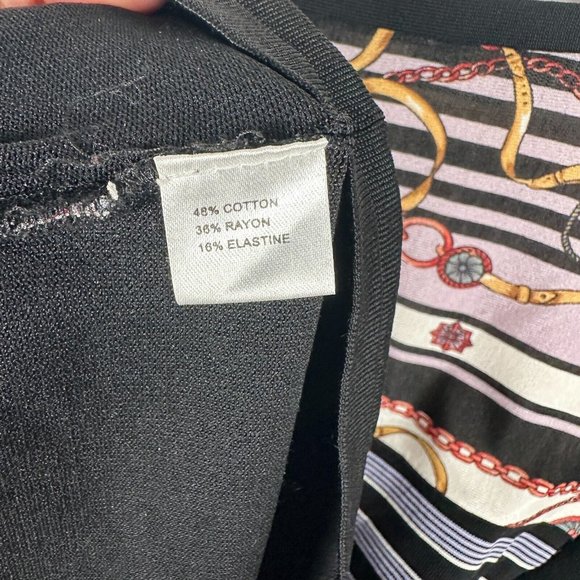 48% COTTON
36% RAYON
16% ELASTINE